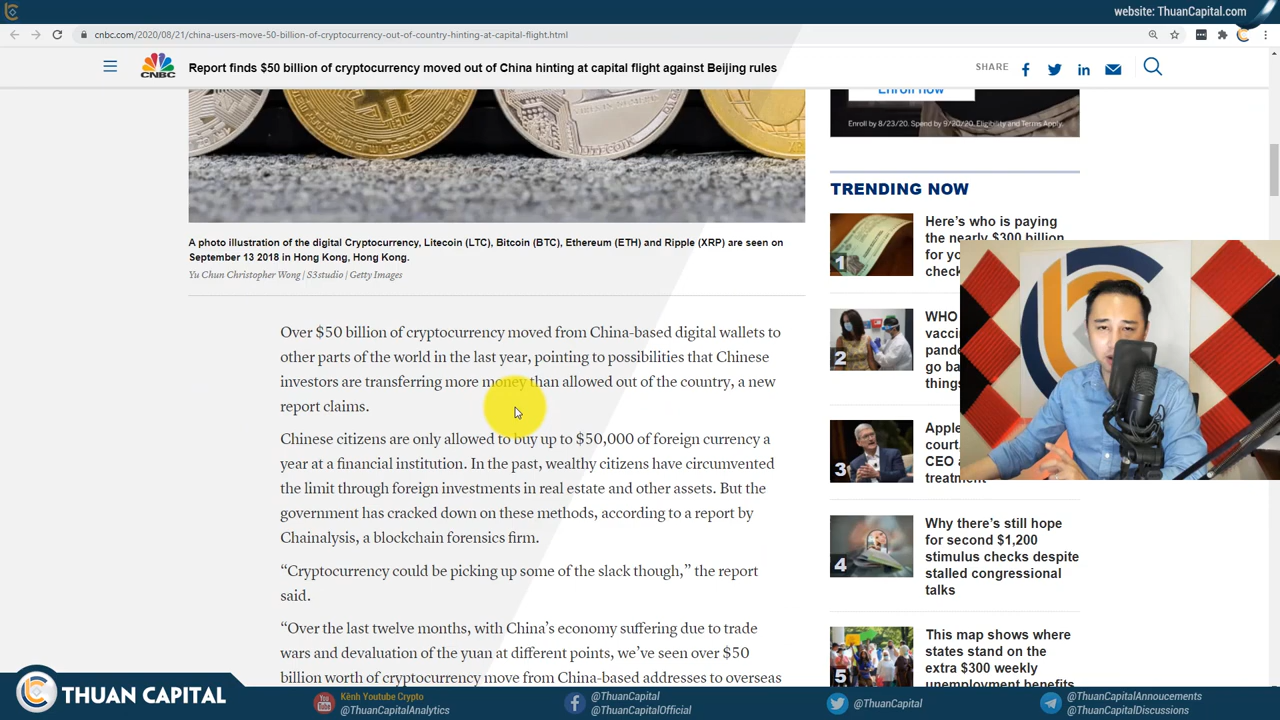 website: ThuanCapital.com
cnbc.com/2020/08/21/china-users-move-50-billion-of-cryptocurrency-out-of-country-hinting-at-capital-flight.html
CNBC
Report finds $50 billion of cryptocurrency moved out of China hinting at capital flight against Beijing rules
SHARE
Enroll now
Enroll by 8/23/20. Spend by 9/20/20. Eligibility and Terms Apply.
A photo illustration of the digital Cryptocurrency, Litecoin (LTC), Bitcoin (BTC), Ethereum (ETH) and Ripple (XRP) are seen on
September 13 2018 in Hong Kong, Hong Kong.
Yu Chun Christopher Wong | S3studio | Getty Images
Over $50 billion of cryptocurrency moved from China-based digital wallets to
other parts of the world in the last year, pointing to possibilities that Chinese
investors are transferring more money than allowed out of the country, a new
report claims.
Chinese citizens are only allowed to buy up to $50,000 of foreign currency a
year at a financial institution. In the past, wealthy citizens have circumvented
the limit through foreign investments in real estate and other assets. But the
government has cracked down on these methods, according to a report by
Chainalysis, a blockchain forensics firm.
“Cryptocurrency could be picking up some of the slack though,” the report
said.
“Over the last twelve months, with China’s economy suffering due to trade
wars and devaluation of the yuan at different points, we’ve seen over $50
billion worth of cryptocurrency move from China-based addresses to overseas
TRENDING NOW
1
Here’s who is paying
the nearly $300 billion
for you
check
2
WHO
vacci
pand
go ba
things
3
Apple
court
CEO a
treatment
4
Why there’s still hope
for second $1,200
stimulus checks despite
stalled congressional
talks
5
This map shows where
states stand on the
extra $300 weekly
unemployment benefits
THUAN CAPITAL
Kênh Youtube Crypto
@ThuanCapitalAnalytics
@ThuanCapital
@ThuanCapitalOfficial
@ThuanCapital
@ThuanCapitalAnnoucements
@ThuanCapitalDiscussions